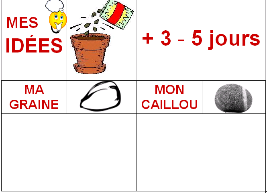 MES
IDÉES
+ 3 - 5 jours
MA
GRAINE
MON
CAILLOU